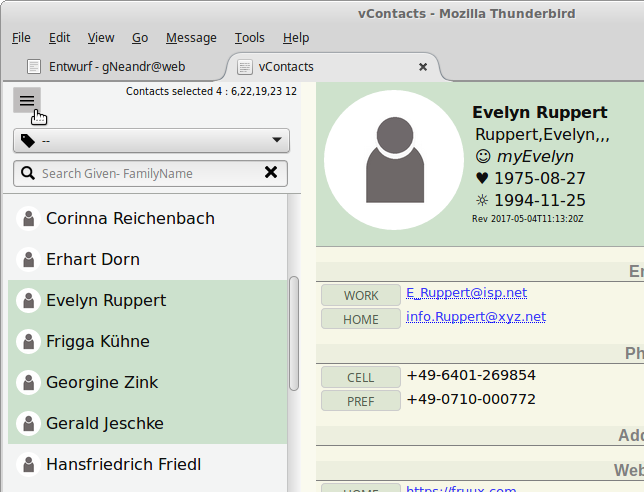 vContacts - Mozilla Thunderbird
File Edit View Go Message Tools Help
Entwurf - gNeandr@web
vContacts
Contacts selected 4 : 6,22,19,23 12
--
Search Given- FamilyName
Corinna Reichenbach
Erhart Dorn
Evelyn Ruppert
Frigga Kühne
Georgine Zink
Gerald Jeschke
Hansfriedrich Friedl
Evelyn Ruppert
Ruppert,Evelyn,,,
☺ myEvelyn
♥ 1975-08-27
☼ 1994-11-25
Rev 2017-05-04T11:13:20Z
WORK E_Ruppert@isp.net
HOME info.Ruppert@xyz.net
Ph
CELL +49-6401-269854
PREF +49-0710-000772
Add
Web
HOME https://fruux.com